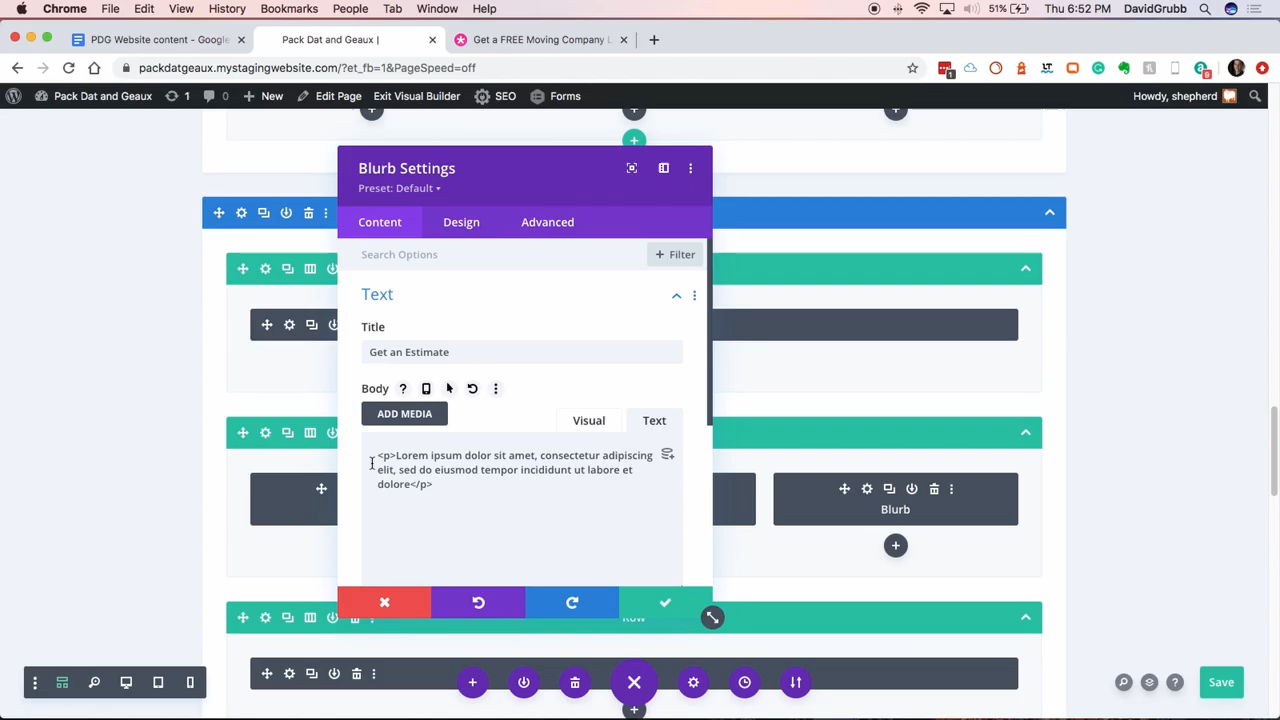 Chrome File Edit View History Bookmarks People Tab Window Help 51% Thu 6:52 PM DavidGrubb
PDG Website content - Google
Pack Dat and Geaux |
Get a FREE Moving Company L
packdatgeaux.mystagingwebsite.com/?et_fb=1&PageSpeed=off
1
9
Pack Dat and Geaux 1 0 New Edit Page Exit Visual Builder SEO Forms Howdy, shepherd
Blurb Settings
Preset: Default
Content Design Advanced
Search Options + Filter
Text
Title
Get an Estimate
Body
ADD MEDIA Visual Text
<p>Lorem ipsum dolor sit amet, consectetur adipiscing
elit, sed do eiusmod tempor incididunt ut labore et
dolore</p>
Blurb
Row
Save